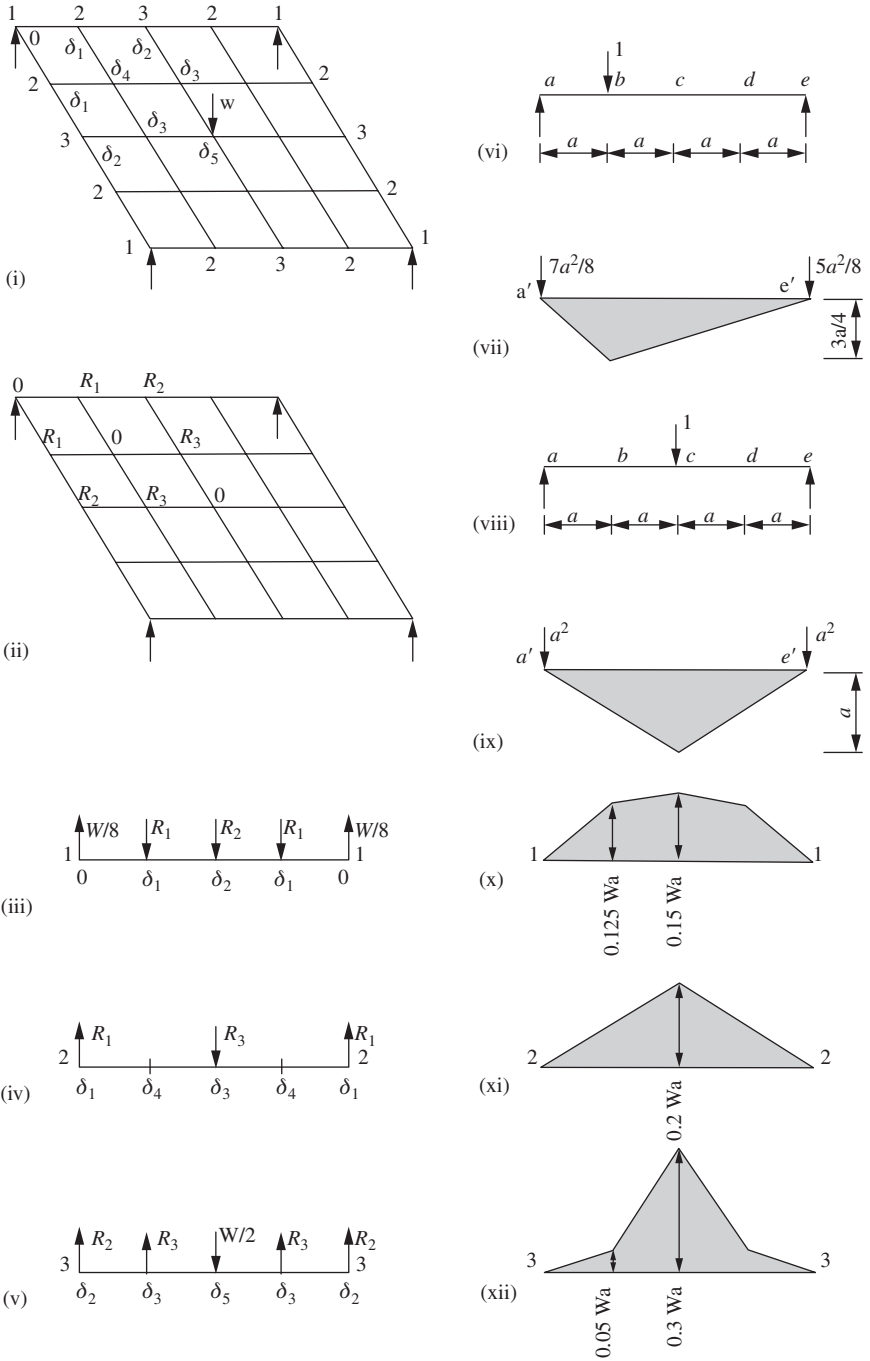 1 2 3 2 1
0 δ1 δ2
δ4 δ3
2 2
δ1 w
δ3
3 3
δ2 δ5
2 2
1 1
2 3 2
(i)
0 R1 R2
R1 0 R3
R2 R3 0
(ii)
W/8 R1 R2 R1 W/8
1 1
0 δ1 δ2 δ1 0
(iii)
R1 R3 R1
2 2
δ1 δ4 δ3 δ4 δ1
(iv)
R2 R3 W/2 R3 R2
3 3
δ2 δ3 δ5 δ3 δ2
(v)
1
a b c d e
a a a a
(vi)
7a²/8 5a²/8
a′ e′
3a/4
(vii)
1
a b c d e
a a a a
(viii)
a² a²
a′ e′
a
(ix)
1 1
(x)
0.125 Wa 0.15 Wa
2 2
(xi)
0.2 Wa
3 3
(xii)
0.05 Wa 0.3 Wa